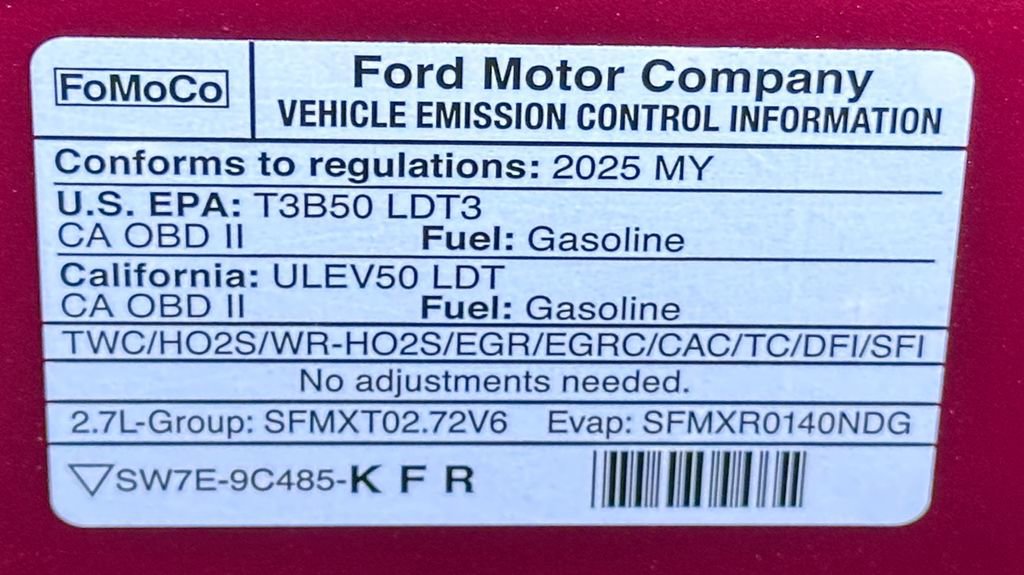 FoMoCo
Ford Motor Company
VEHICLE EMISSION CONTROL INFORMATION
Conforms to regulations: 2025 MY
U.S. EPA: T3B50 LDT3
CA OBD II Fuel: Gasoline
California: ULEV50 LDT
CA OBD II Fuel: Gasoline
TWC/HO2S/WR-HO2S/EGR/EGRC/CAC/TC/DFI/SFI
No adjustments needed.
2.7L-Group: SFMXT02.72V6 Evap: SFMXR0140NDG
SW7E-9C485-K F R